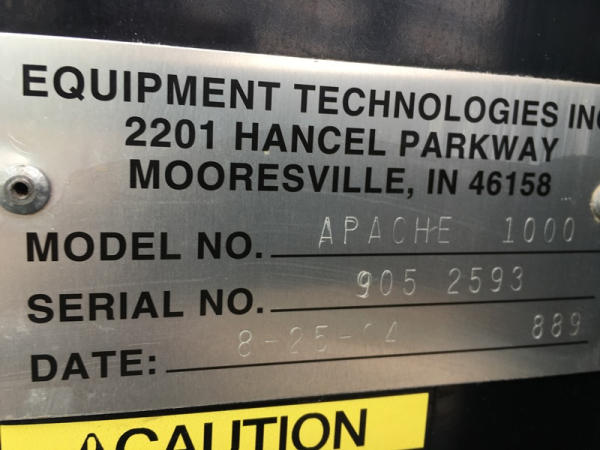 EQUIPMENT TECHNOLOGIES INC
2201 HANCEL PARKWAY
MOORESVILLE, IN 46158
MODEL NO. APACHE 1000
SERIAL NO. 905 2593
DATE: 889
CAUTION